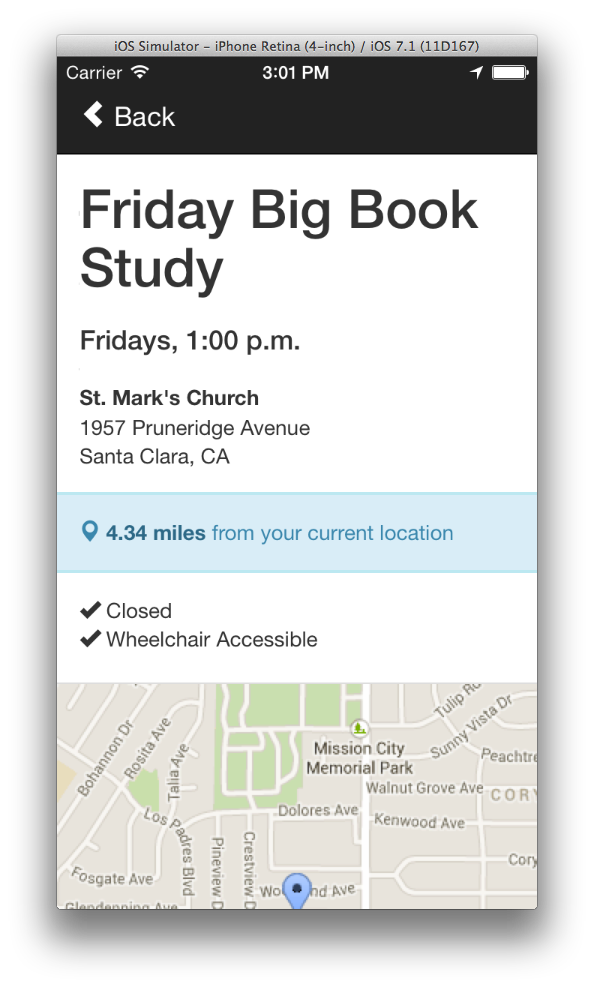 iOS Simulator – iPhone Retina (4-inch) / iOS 7.1 (11D167)
Carrier 3:01 PM
Back
Friday Big Book
Study
Fridays, 1:00 p.m.
St. Mark's Church
1957 Pruneridge Avenue
Santa Clara, CA
4.34 miles from your current location
Closed
Wheelchair Accessible
Tulip
Sunny Vista Dr
Bohannon Dr
Rosita Ave
Talia Ave
Mission City
Memorial Park
Peachtre
Walnut Grove Ave
CORY
Dolores Ave
Kenwood Ave
Los Padres Blvd
Pineview D
Crestview D
Cory
Fosgate Ave
nd Ave
Glendenning Ave